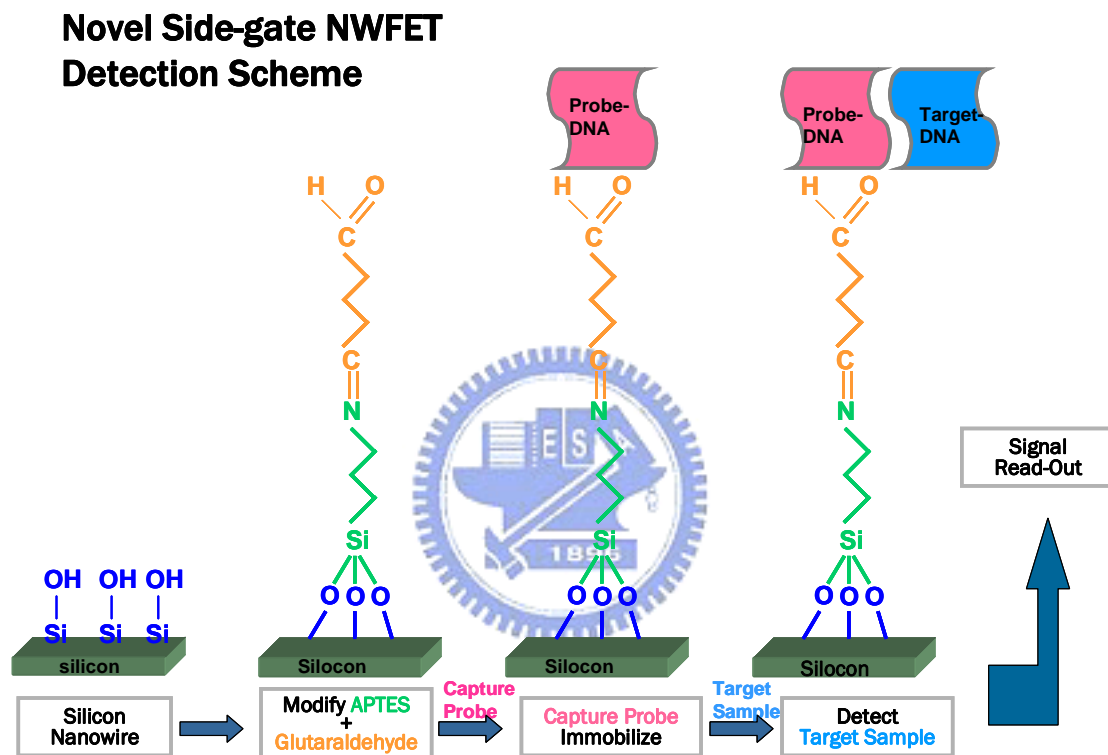 Novel Side-gate NWFET
Detection Scheme
Probe-
DNA
Probe-
DNA
Target-
DNA
H O
C
C
N
Si
O O O
H O
C
C
N
Si
O O O
H O
C
C
N
Si
O O O
E S A
1896
OH OH OH
Si Si Si
silicon
Silocon
Silocon
Silocon
Signal
Read-Out
Silicon
Nanowire
Modify APTES
+
Glutaraldehyde
Capture
Probe
Capture Probe
Immobilize
Target
Sample
Detect
Target Sample